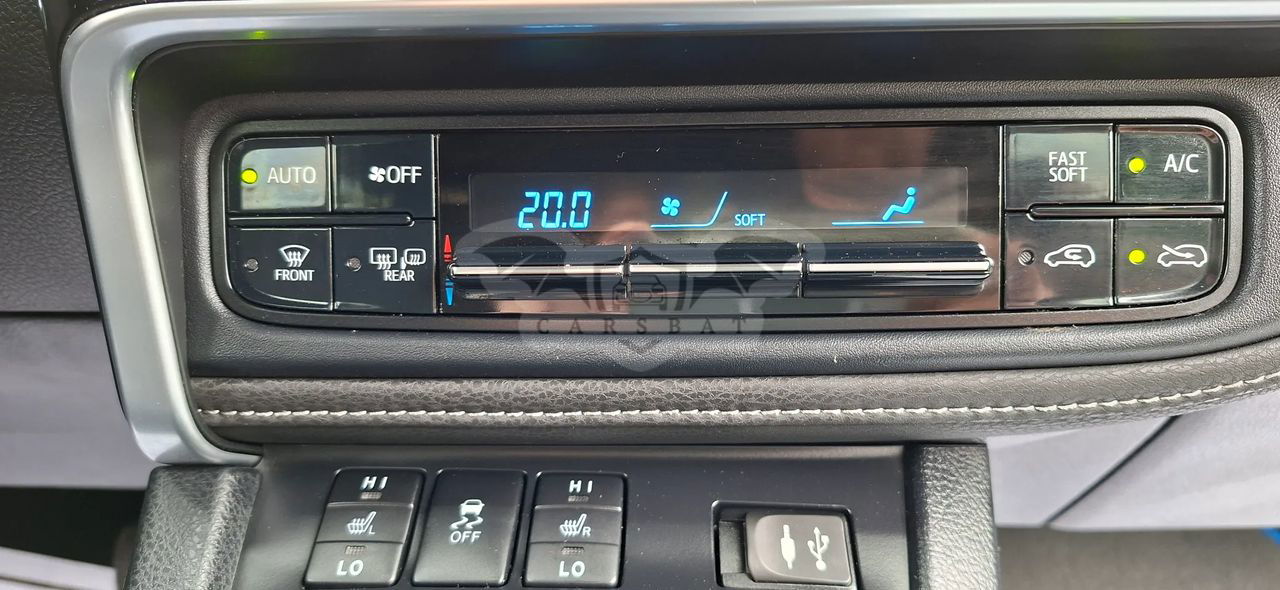 AUTO
OFF
20.0
SOFT
FAST
SOFT
A/C
FRONT
REAR
CARSBAT
HI
L
LO
OFF
HI
R
LO